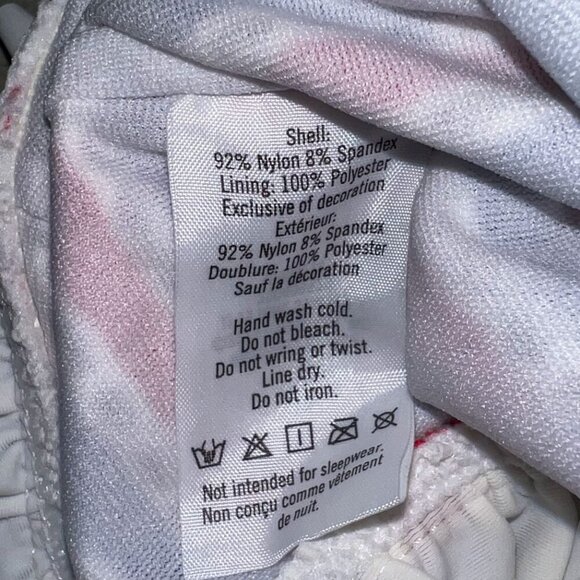 Shell:
92% Nylon 8% Spandex
Lining: 100% Polyester
Exclusive of decoration
Extérieur:
92% Nylon 8% Spandex
Doublure: 100% Polyester
Sauf la décoration
Hand wash cold.
Do not bleach.
Do not wring or twist.
Line dry.
Do not iron.
Not intended for sleepwear.
Non conçu comme vêtement
de nuit.